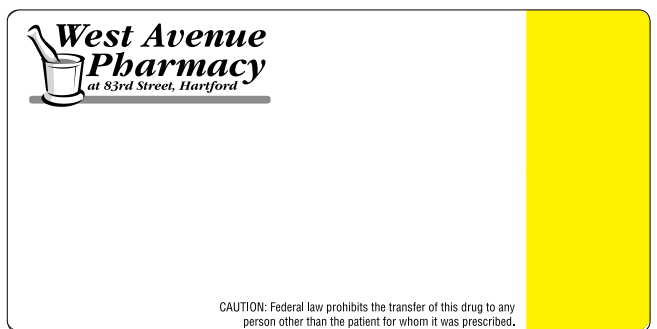 West Avenue
Pharmacy
at 83rd Street, Hartford
CAUTION: Federal law prohibits the transfer of this drug to any
person other than the patient for whom it was prescribed.